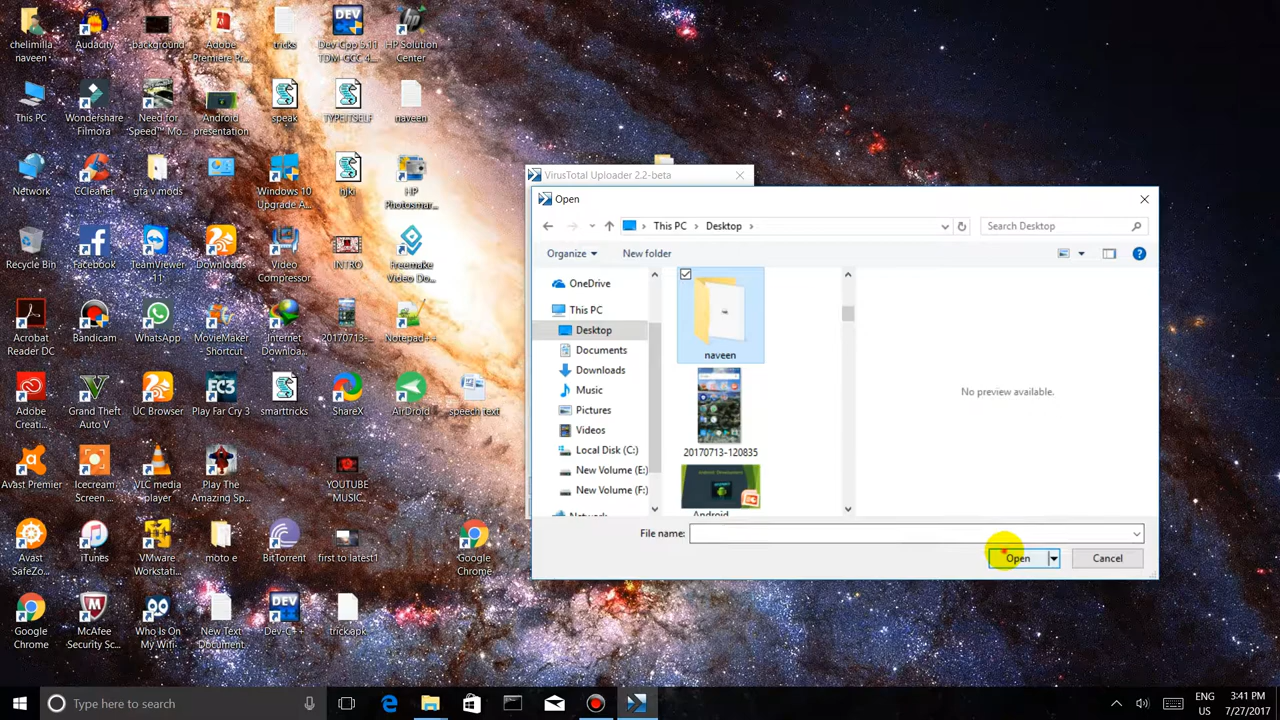 chelimilla
naveen
Audacity
background
Adobe
Premiere Pr...
tricks
Dev-Cpp 5.11
TDM-GCC 4....
HP Solution
Center
This PC
Wondershare
Filmora
Need for
Speed™ Mo...
Android
presentation
speak
TYPEITSELF
naveen
Network
CCleaner
gta v mods
Windows 10
Upgrade A...
hjkl
HP
Photosmar...
Recycle Bin
Facebook
TeamViewer
11
Downloads
Video
Compressor
INTRO
Freemake
Video Do...
Acrobat
Reader DC
Bandicam
WhatsApp
MovieMaker
- Shortcut
Internet
Downloa...
20170713-...
Notepad++
Adobe
Creati...
Grand Theft
Auto V
UC Browser
Play Far Cry 3
smarttricks
ShareX
AirDroid
speech text
Avast Premier
Icecream
Screen ...
VLC media
player
Play The
Amazing Sp...
YOUTUBE
MUSIC
Avast
SafeZo...
iTunes
VMware
Workstati...
moto e
BitTorrent
first to latest1
Google
Chrome
Google
Chrome
McAfee
Security Sc...
Who Is On
My Wifi
New Text
Document...
Dev-C++
trick.apk
VirusTotal Uploader 2.2-beta
Open
This PC > Desktop >
Search Desktop
Organize
New folder
OneDrive
This PC
Desktop
Documents
Downloads
Music
Pictures
Videos
Local Disk (C:)
New Volume (E:)
New Volume (F:)
Network
naveen
20170713-120835
Android
No preview available.
File name:
Open
Cancel
Type here to search
ENG
US
3:41 PM
7/27/2017